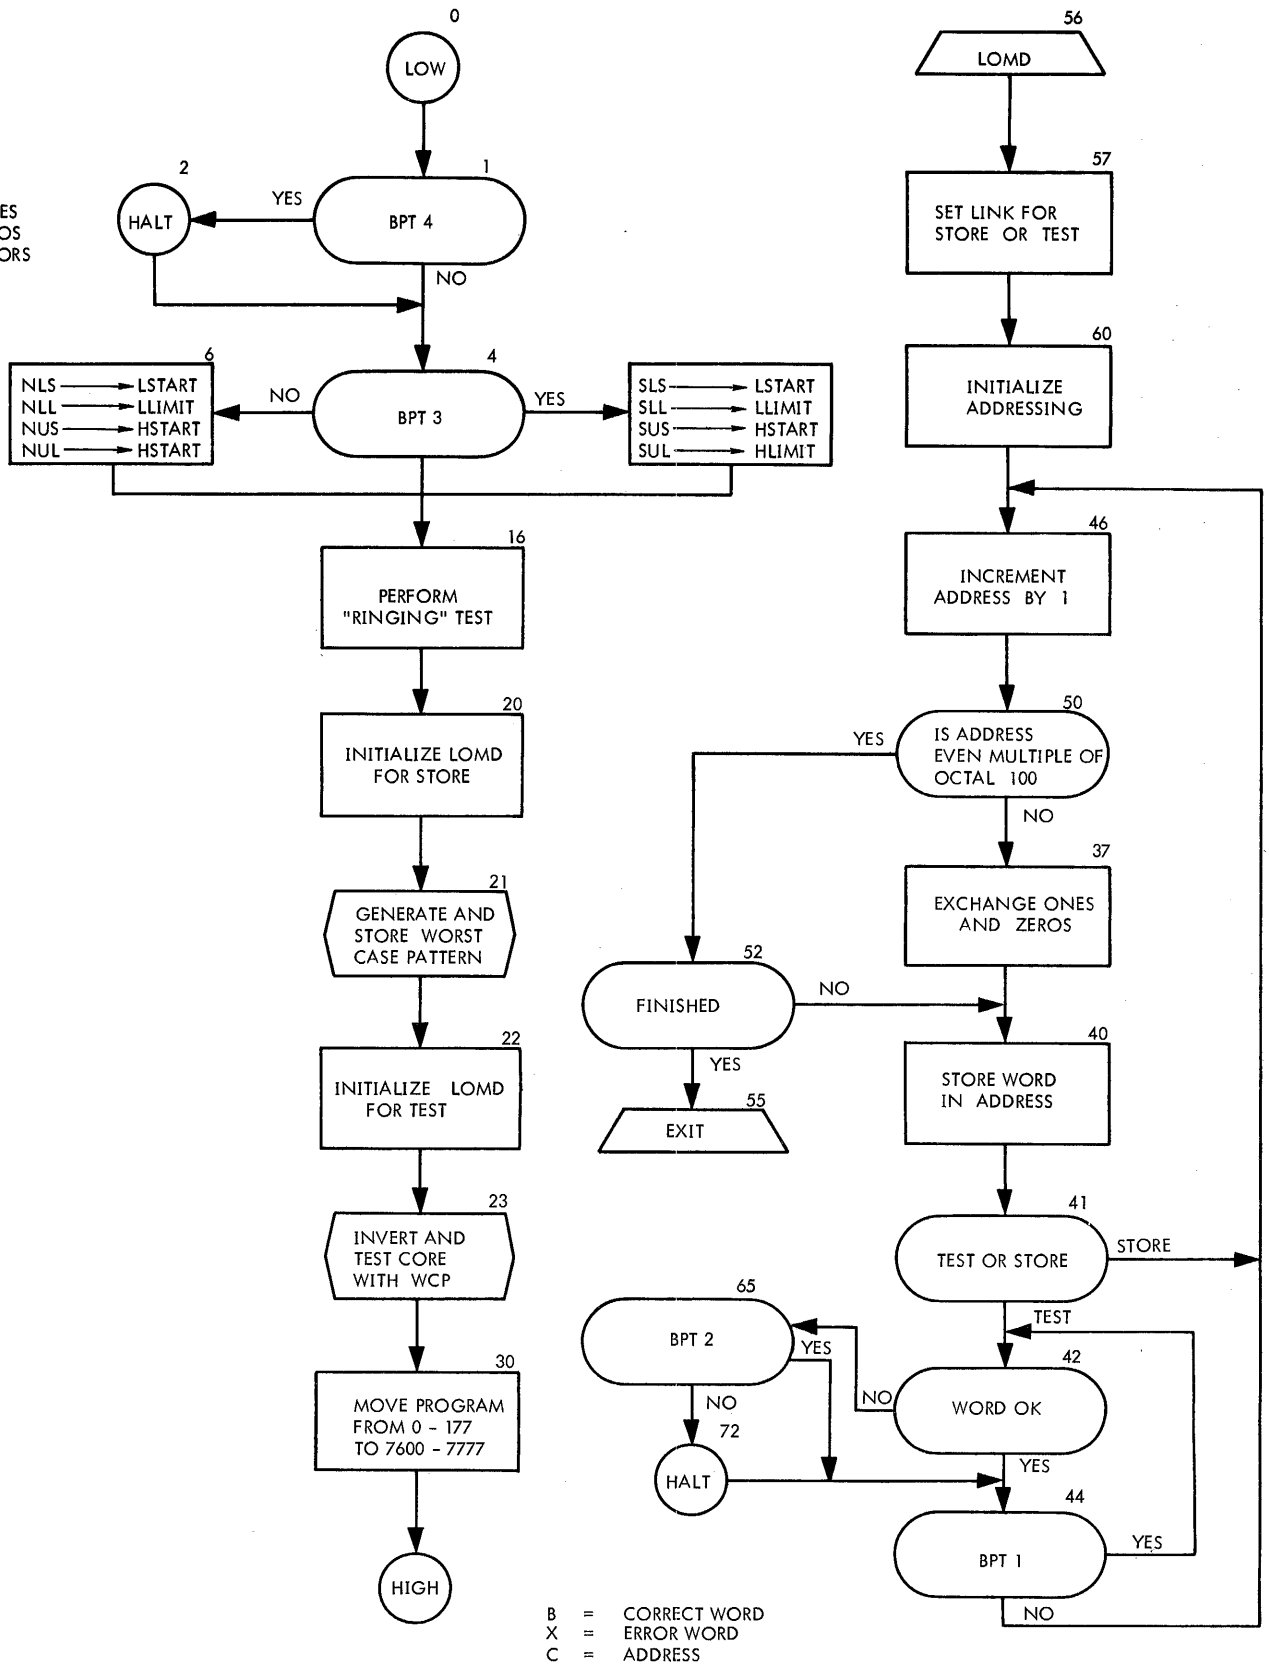 0
LOW
2
1
YES
HALT
BPT 4
NO
ES
OS
ORS
6
NLS → LSTART
NLL → LLIMIT
NUS → HSTART
NUL → HSTART
NO
4
BPT 3
YES
SLS → LSTART
SLL → LLIMIT
SUS → HSTART
SUL → HLIMIT
16
PERFORM
"RINGING" TEST
20
INITIALIZE LOMD
FOR STORE
21
GENERATE AND
STORE WORST
CASE PATTERN
22
INITIALIZE LOMD
FOR TEST
23
INVERT AND
TEST CORE
WITH WCP
30
MOVE PROGRAM
FROM 0 - 177
TO 7600 - 7777
HIGH
56
LOMD
57
SET LINK FOR
STORE OR TEST
60
INITIALIZE
ADDRESSING
46
INCREMENT
ADDRESS BY 1
50
IS ADDRESS
EVEN MULTIPLE OF
OCTAL 100
YES
NO
37
EXCHANGE ONES
AND ZEROS
52
FINISHED
NO
YES
55
EXIT
40
STORE WORD
IN ADDRESS
41
TEST OR STORE
STORE
TEST
65
BPT 2
YES
NO
72
HALT
42
WORD OK
NO
YES
44
BPT 1
YES
NO
B = CORRECT WORD
X = ERROR WORD
C = ADDRESS